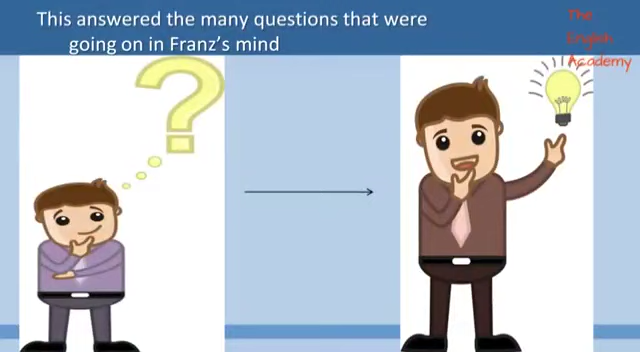 This answered the many questions that were
going on in Franz's mind
The
English
Academy
?